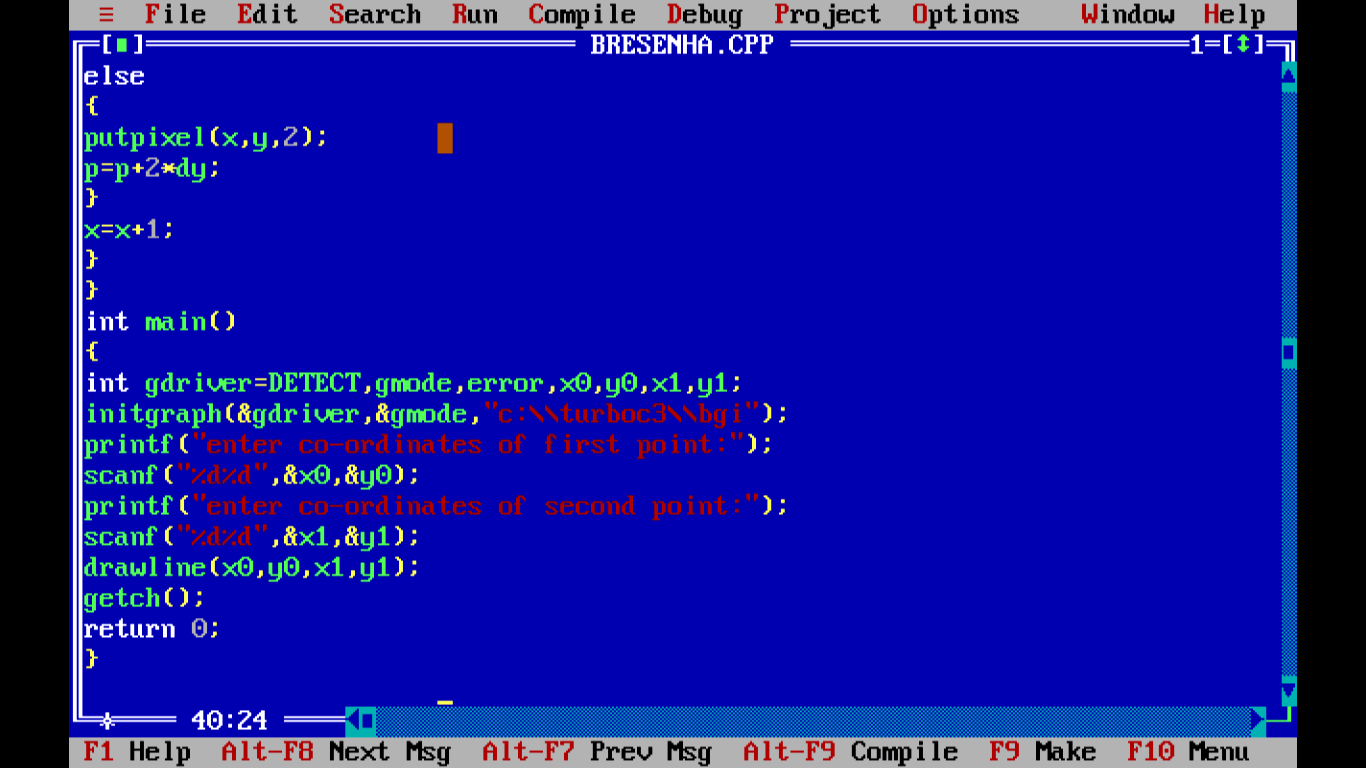 ≡ File Edit Search Run Compile Debug Project Options Window Help
[■] BRESENHA.CPP 1=[↕]
else
{
putpixel(x,y,2);
p=p+2*dy;
}
x=x+1;
}
}
int main()
{
int gdriver=DETECT,gmode,error,x0,y0,x1,y1;
initgraph(&gdriver,&gmode,"c:\\turboc3\\bgi");
printf("enter co-ordinates of first point:");
scanf("%d%d",&x0,&y0);
printf("enter co-ordinates of second point:");
scanf("%d%d",&x1,&y1);
drawline(x0,y0,x1,y1);
getch();
return 0;
}
40:24
F1 Help Alt-F8 Next Msg Alt-F7 Prev Msg Alt-F9 Compile F9 Make F10 Menu